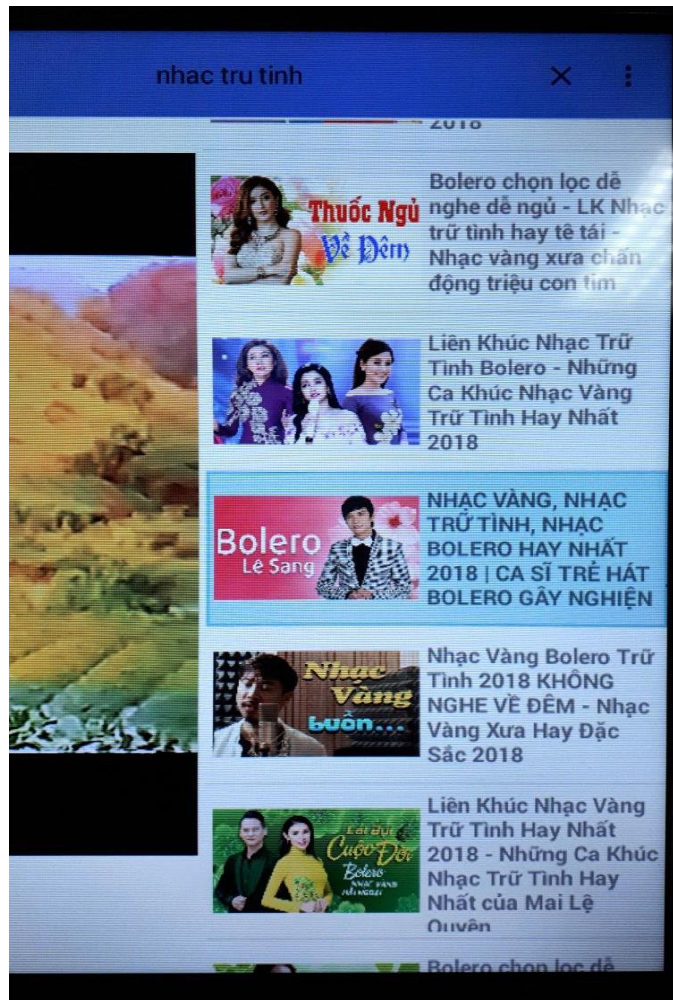 nhac tru tinh
2018
Thuốc Ngủ
Về Đêm
Bolero chọn lọc dễ
nghe dễ ngủ - LK Nhạc
trữ tình hay tê tái -
Nhạc vàng xưa chấn
động triệu con tim
Liên Khúc Nhạc Trữ
Tình Bolero - Những
Ca Khúc Nhạc Vàng
Trữ Tình Hay Nhất
2018
Bolero
Lê Sang
NHẠC VÀNG, NHẠC
TRỮ TÌNH, NHẠC
BOLERO HAY NHẤT
2018 | CA SĨ TRẺ HÁT
BOLERO GÂY NGHIỆN
Nhạc
Vàng
buồn...
Nhạc Vàng Bolero Trữ
Tình 2018 KHÔNG
NGHE VỀ ĐÊM - Nhạc
Vàng Xưa Hay Đặc
Sắc 2018
Cuộc Đời
Bolero
NHẠC VÀNG
HẢI NGOẠI
Liên Khúc Nhạc Vàng
Trữ Tình Hay Nhất
2018 - Những Ca Khúc
Nhạc Trữ Tình Hay
Nhất của Mai Lệ
Quyên
Bolero chọn lọc dễ